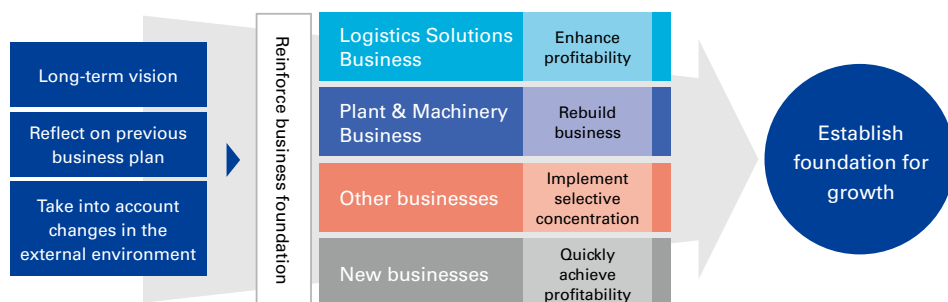 Long-term vision
Reflect on previous
business plan
Take into account
changes in the
external environment
Reinforce business foundation
Logistics Solutions
Business
Enhance
profitability
Plant & Machinery
Business
Rebuild
business
Other businesses
Implement
selective
concentration
New businesses
Quickly
achieve
profitability
Establish
foundation for
growth